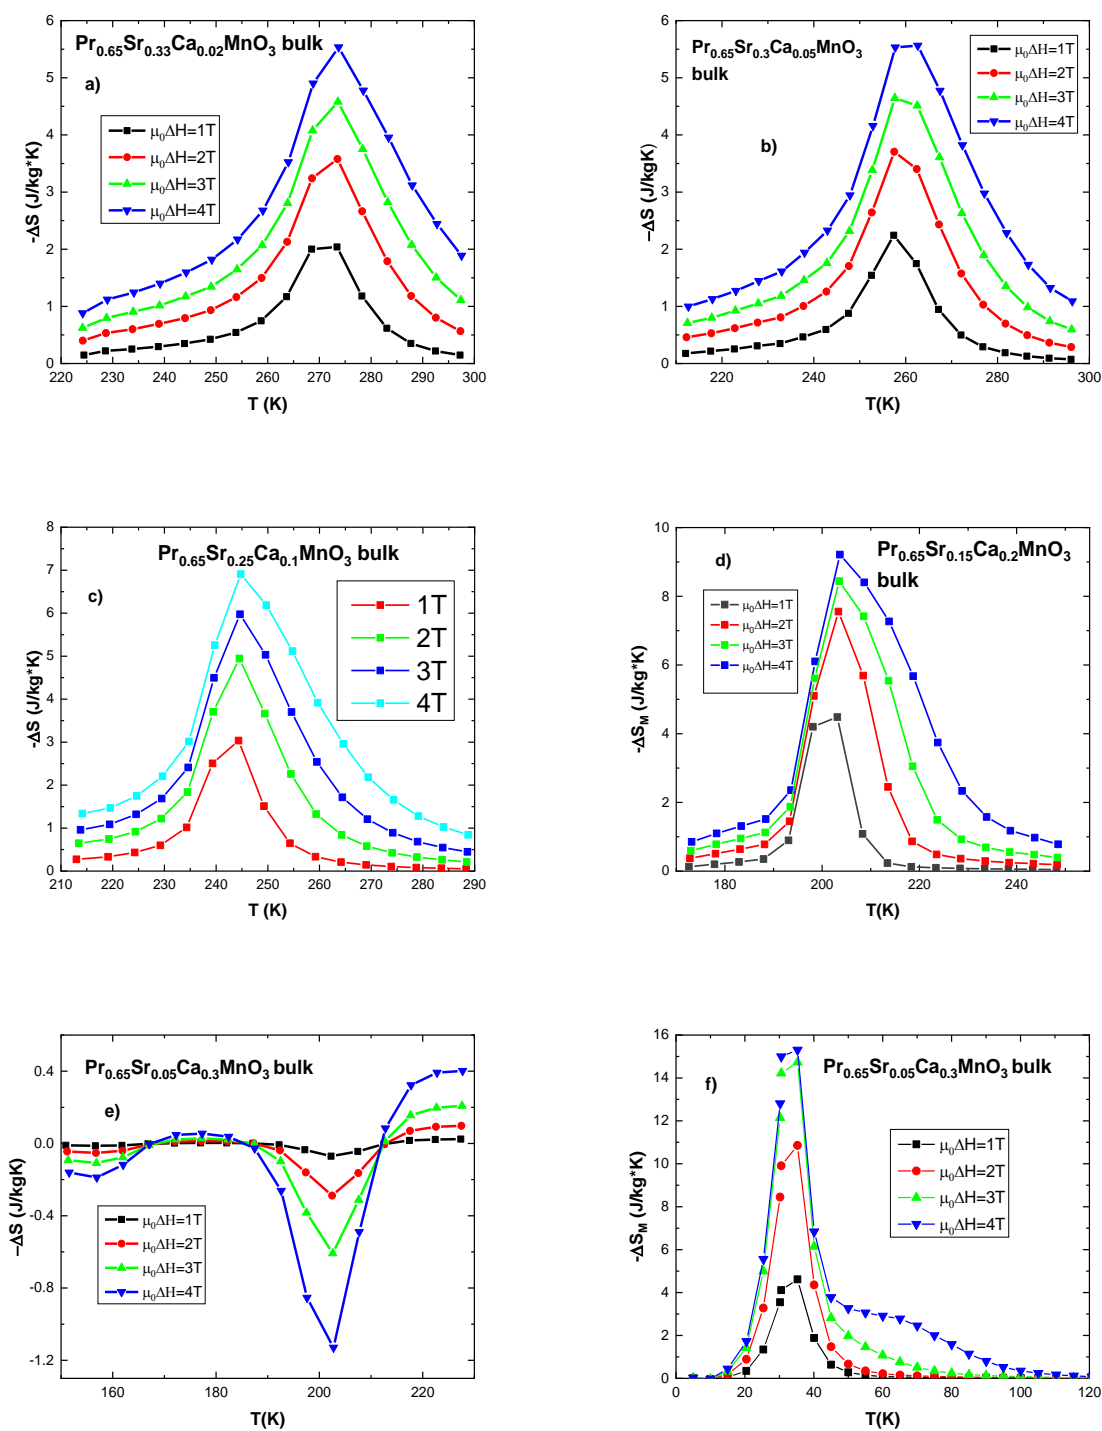 Pr0.65Sr0.33Ca0.02MnO3 bulk
a)
μ0ΔH=1T
μ0ΔH=2T
μ0ΔH=3T
μ0ΔH=4T
-ΔS (J/kg*K)
0 1 2 3 4 5 6
220 230 240 250 260 270 280 290 300
T (K)
Pr0.65Sr0.3Ca0.05MnO3
bulk
b)
μ0ΔH=1T
μ0ΔH=2T
μ0ΔH=3T
μ0ΔH=4T
−ΔS (J/kgK)
0 1 2 3 4 5 6
220 240 260 280 300
T(K)
Pr0.65Sr0.25Ca0.1MnO3 bulk
c)
1T
2T
3T
4T
-ΔS (J/kg*K)
0 1 2 3 4 5 6 7 8
210 220 230 240 250 260 270 280 290
T (K)
d)
Pr0.65Sr0.15Ca0.2MnO3
bulk
μ0ΔH=1T
μ0ΔH=2T
μ0ΔH=3T
μ0ΔH=4T
-ΔSM (J/kg*K)
0 2 4 6 8 10
180 200 220 240
T(K)
Pr0.65Sr0.05Ca0.3MnO3 bulk
e)
μ0ΔH=1T
μ0ΔH=2T
μ0ΔH=3T
μ0ΔH=4T
−ΔS (J/kgK)
-1.2 -0.8 -0.4 0.0 0.4
160 180 200 220
T(K)
Pr0.65Sr0.05Ca0.3MnO3 bulk
f)
μ0ΔH=1T
μ0ΔH=2T
μ0ΔH=3T
μ0ΔH=4T
-ΔSM (J/kg*K)
0 2 4 6 8 10 12 14 16
0 20 40 60 80 100 120
T(K)